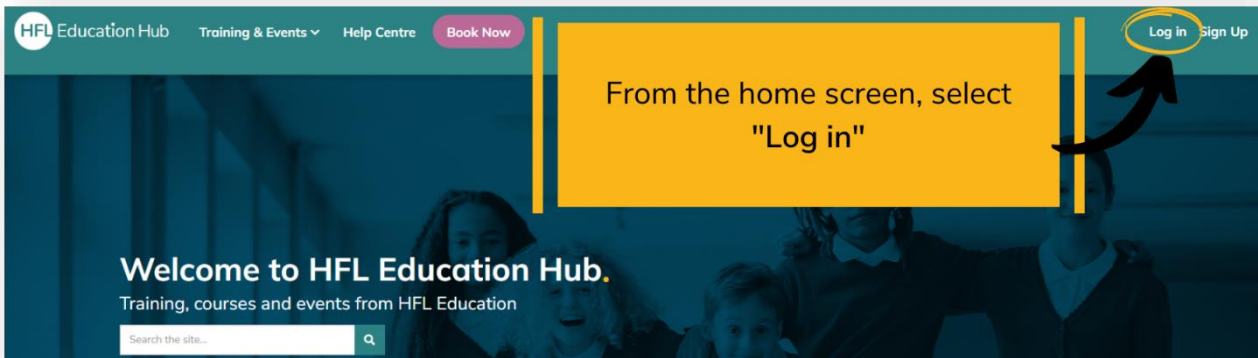 HFL Education Hub Training & Events Help Centre Book Now Log in Sign Up
From the home screen, select
"Log in"
Welcome to HFL Education Hub.
Training, courses and events from HFL Education
Search the site...